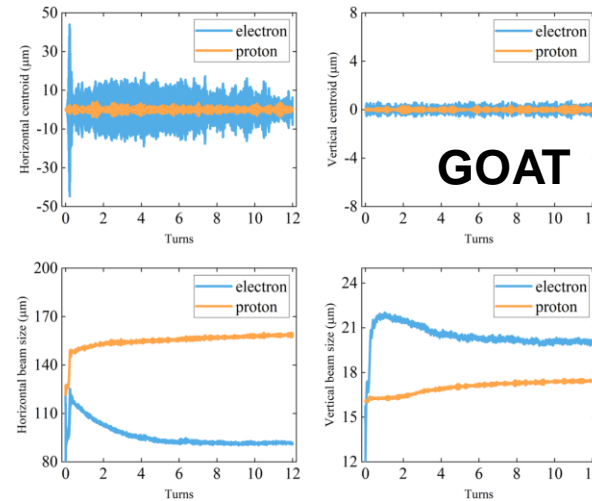 50
30
10
-10
-30
-50
0 2 4 6 8 10 12
Horizontal centroid (μm)
Turns
electron
proton
8
4
0
-4
-8
0 2 4 6 8 10 12
Vertical centroid (μm)
Turns
electron
proton
GOAT
200
170
140
110
80
0 2 4 6 8 10 12
Horizontal beam size (μm)
Turns
electron
proton
24
21
18
15
12
0 2 4 6 8 10 12
Vertical beam size (μm)
Turns
electron
proton